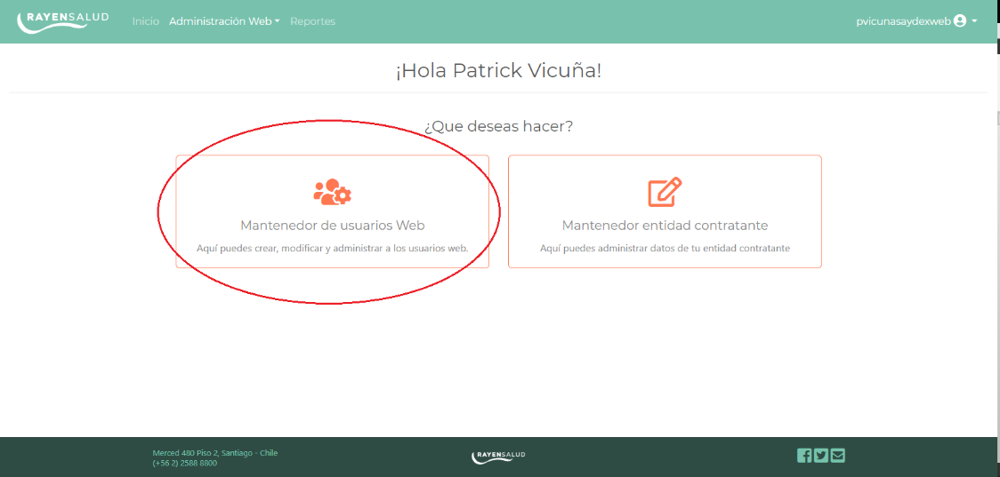 RAYENSALUD
Inicio Administración Web Reportes
pvicunasaydexweb
¡Hola Patrick Vicuña!
¿Que deseas hacer?
Mantenedor de usuarios Web
Aquí puedes crear, modificar y administrar a los usuarios web.
Mantenedor entidad contratante
Aquí puedes administrar datos de tu entidad contratante
Merced 480 Piso 2, Santiago - Chile
(+56 2) 2588 8800
RAYENSALUD